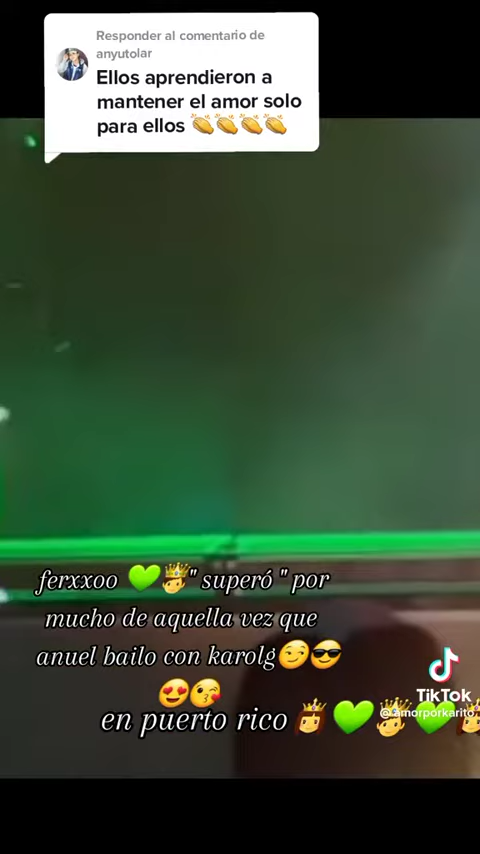 Responder al comentario de
anyutolar
Ellos aprendieron a
mantener el amor solo
para ellos 👏👏👏👏
ferxxoo 💚🤴" superó " por
mucho de aquella vez que
anuel bailo con karolg😏😎
😍😘
en puerto rico 👸💚🤴💚👸
TikTok
@amorporkarito